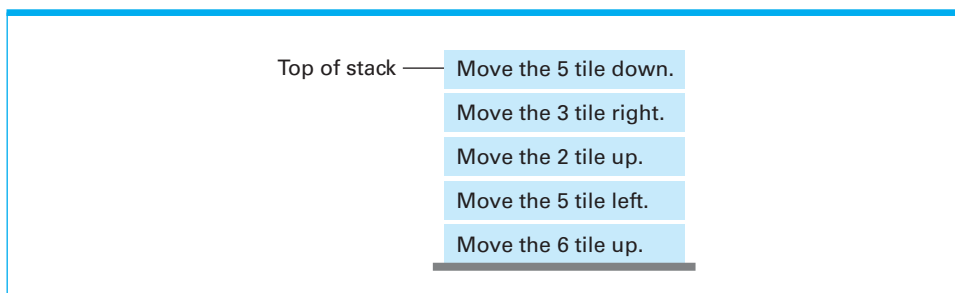 Top of stack Move the 5 tile down.
Move the 3 tile right.
Move the 2 tile up.
Move the 5 tile left.
Move the 6 tile up.